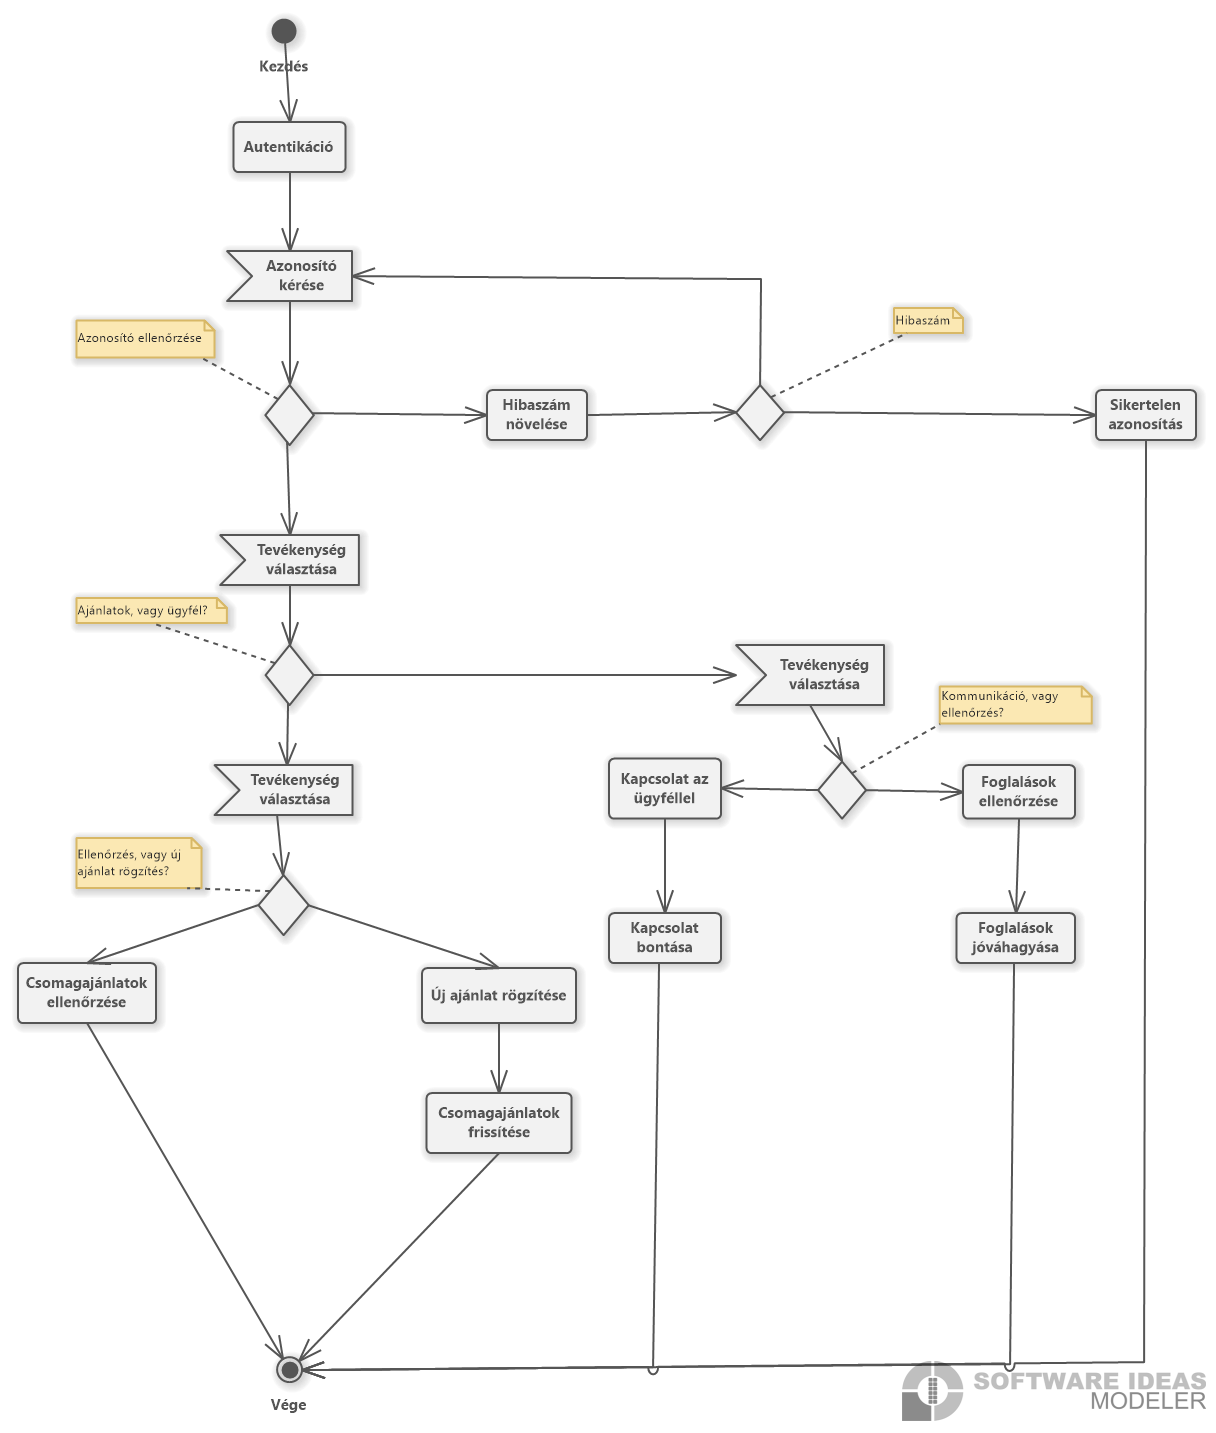 Kezdés
Autentikáció
Azonosító
kérése
Azonosító ellenőrzése
Hibaszám
Hibaszám
növelése
Sikertelen
azonosítás
Tevékenység
választása
Ajánlatok, vagy ügyfél?
Tevékenység
választása
Kommunikáció, vagy
ellenőrzés?
Tevékenység
választása
Kapcsolat az
ügyféllel
Foglalások
ellenőrzése
Ellenőrzés, vagy új
ajánlat rögzítés?
Kapcsolat
bontása
Foglalások
jóváhagyása
Csomagajánlatok
ellenőrzése
Új ajánlat rögzítése
Csomagajánlatok
frissítése
Vége
SOFTWARE IDEAS
MODELER